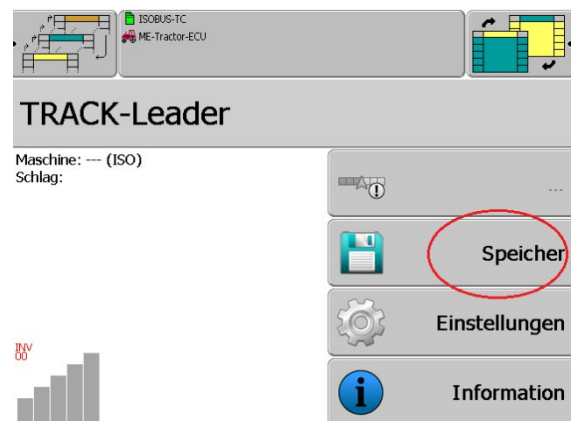 ISOBUS-TC
ME-Tractor-ECU
TRACK-Leader
Maschine: --- (ISO)
Schlag:
...
Speicher
Einstellungen
INV
00
Information